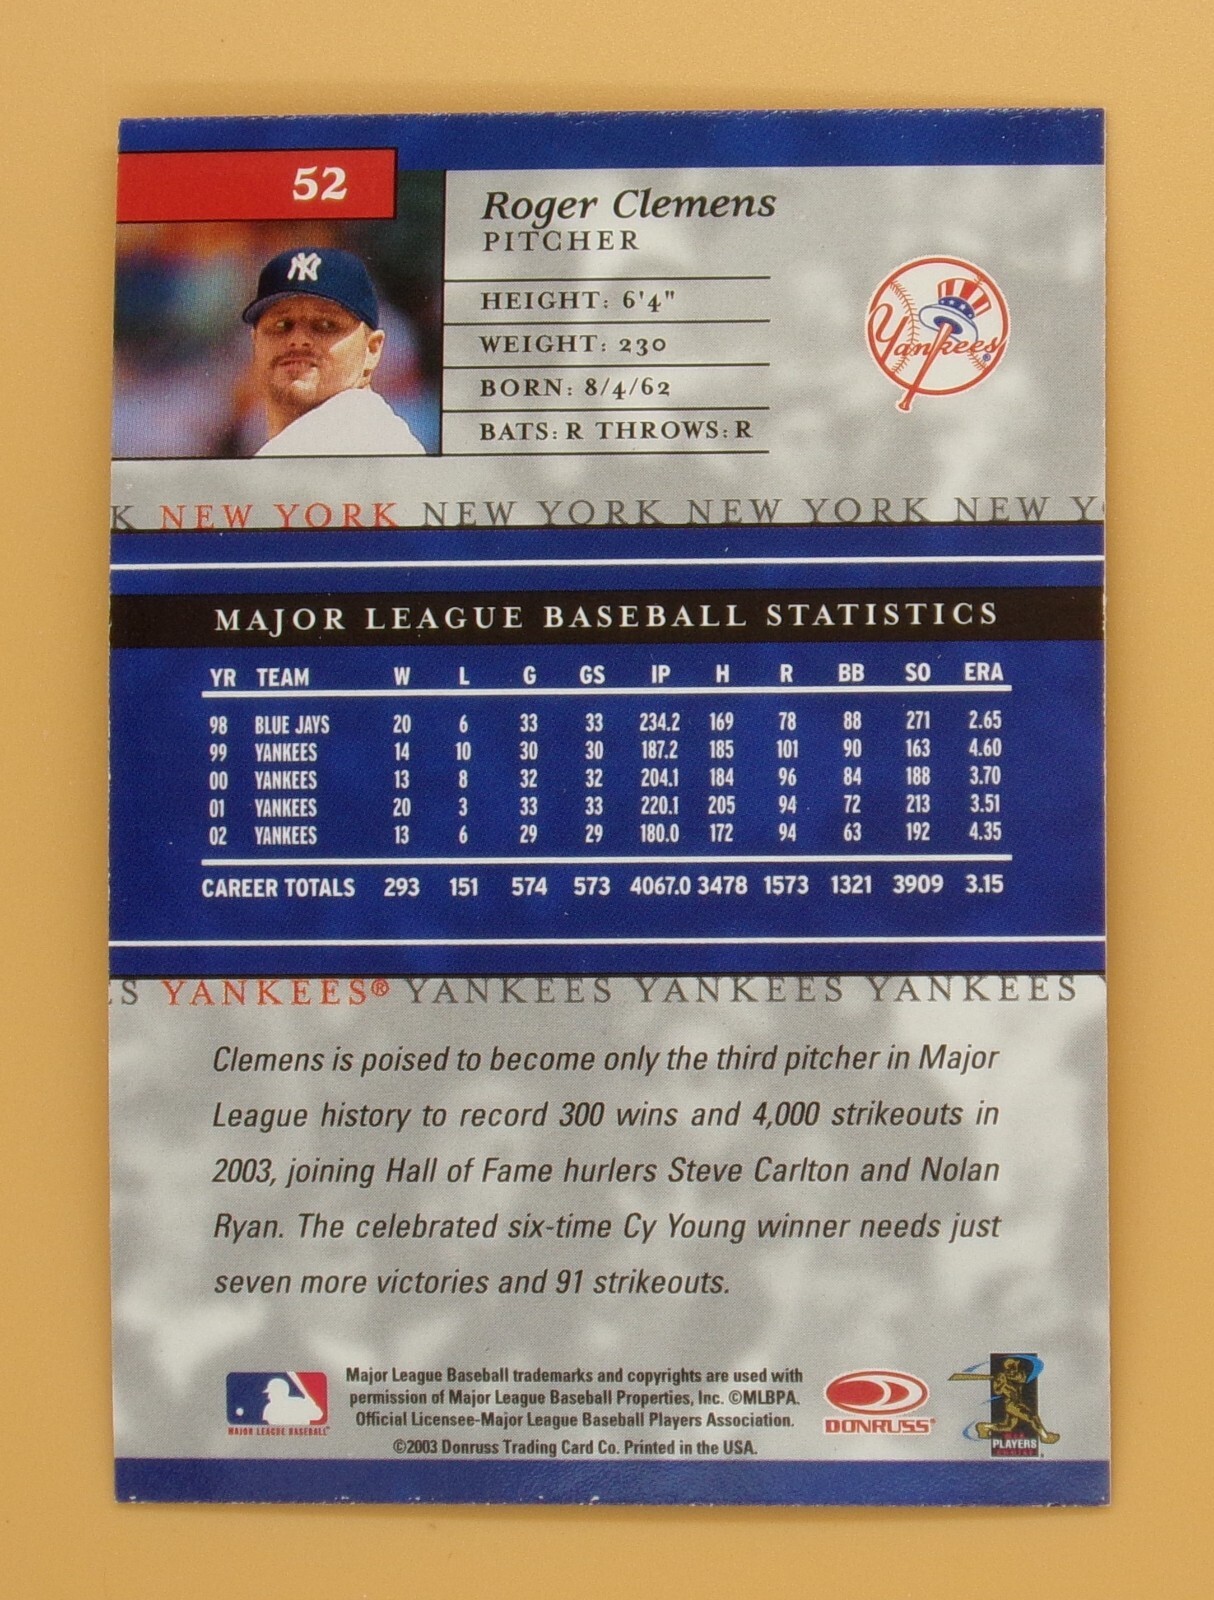 52
Roger Clemens
PITCHER
HEIGHT: 6'4"
WEIGHT: 230
BORN: 8/4/62
BATS: R THROWS: R
Yankees®
K NEW YORK NEW YORK NEW YORK NEW Y
MAJOR LEAGUE BASEBALL STATISTICS
YR TEAM W L G GS IP H R BB SO ERA
98 BLUE JAYS 20 6 33 33 234.2 169 78 88 271 2.65
99 YANKEES 14 10 30 30 187.2 185 101 90 163 4.60
00 YANKEES 13 8 32 32 204.1 184 96 84 188 3.70
01 YANKEES 20 3 33 33 220.1 205 94 72 213 3.51
02 YANKEES 13 6 29 29 180.0 172 94 63 192 4.35
CAREER TOTALS 293 151 574 573 4067.0 3478 1573 1321 3909 3.15
S YANKEES® YANKEES YANKEES YANKEES
Clemens is poised to become only the third pitcher in Major
League history to record 300 wins and 4,000 strikeouts in
2003, joining Hall of Fame hurlers Steve Carlton and Nolan
Ryan. The celebrated six-time Cy Young winner needs just
seven more victories and 91 strikeouts.
MAJOR LEAGUE BASEBALL
Major League Baseball trademarks and copyrights are used with
permission of Major League Baseball Properties, Inc. ©MLBPA.
Official Licensee-Major League Baseball Players Association.
©2003 Donruss Trading Card Co. Printed in the USA.
DONRUSS®
PLAYERS